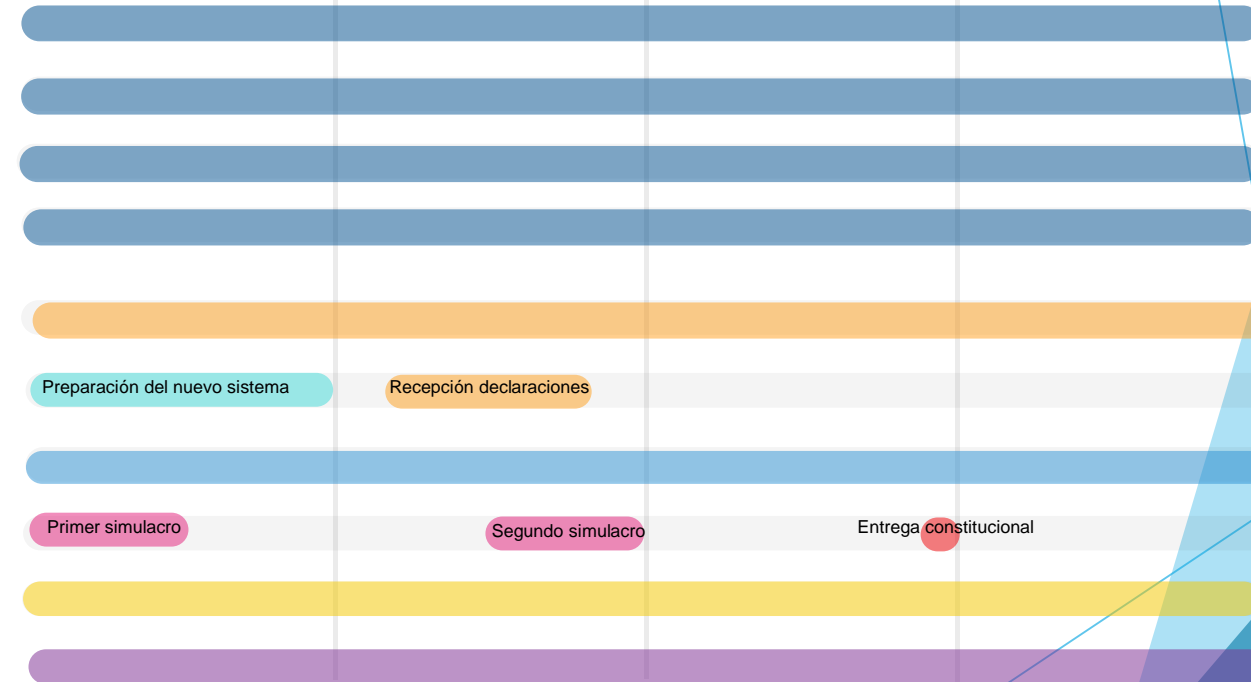 Preparación del nuevo sistema
Recepción declaraciones
Primer simulacro
Segundo simulacro
Entrega constitucional